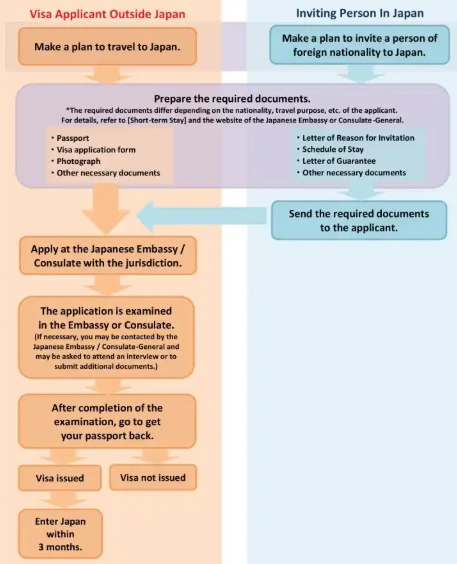 Visa Applicant Outside Japan
Inviting Person In Japan
Make a plan to travel to Japan.
Make a plan to invite a person of
foreign nationality to Japan.
Prepare the required documents.
*The required documents differ depending on the nationality, travel purpose, etc. of the applicant.
For details, refer to [Short-term Stay] and the website of the Japanese Embassy or Consulate-General.
・Passport
・Visa application form
・Photograph
・Other necessary documents
・Letter of Reason for Invitation
・Schedule of Stay
・Letter of Guarantee
・Other necessary documents
Send the required documents
to the applicant.
Apply at the Japanese Embassy /
Consulate with the jurisdiction.
The application is examined
in the Embassy or Consulate.
(If necessary, you may be contacted by the
Japanese Embassy / Consulate-General and
may be asked to attend an interview or to
submit additional documents.)
After completion of the
examination, go to get
your passport back.
Visa issued
Visa not issued
Enter Japan
within
3 months.